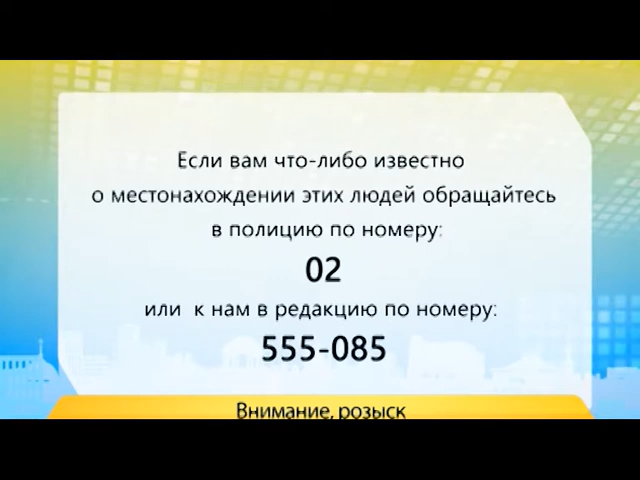 Если вам что-либо известно
о местонахождении этих людей обращайтесь
в полицию по номеру:
02
или к нам в редакцию по номеру:
555-085
Внимание, розыск